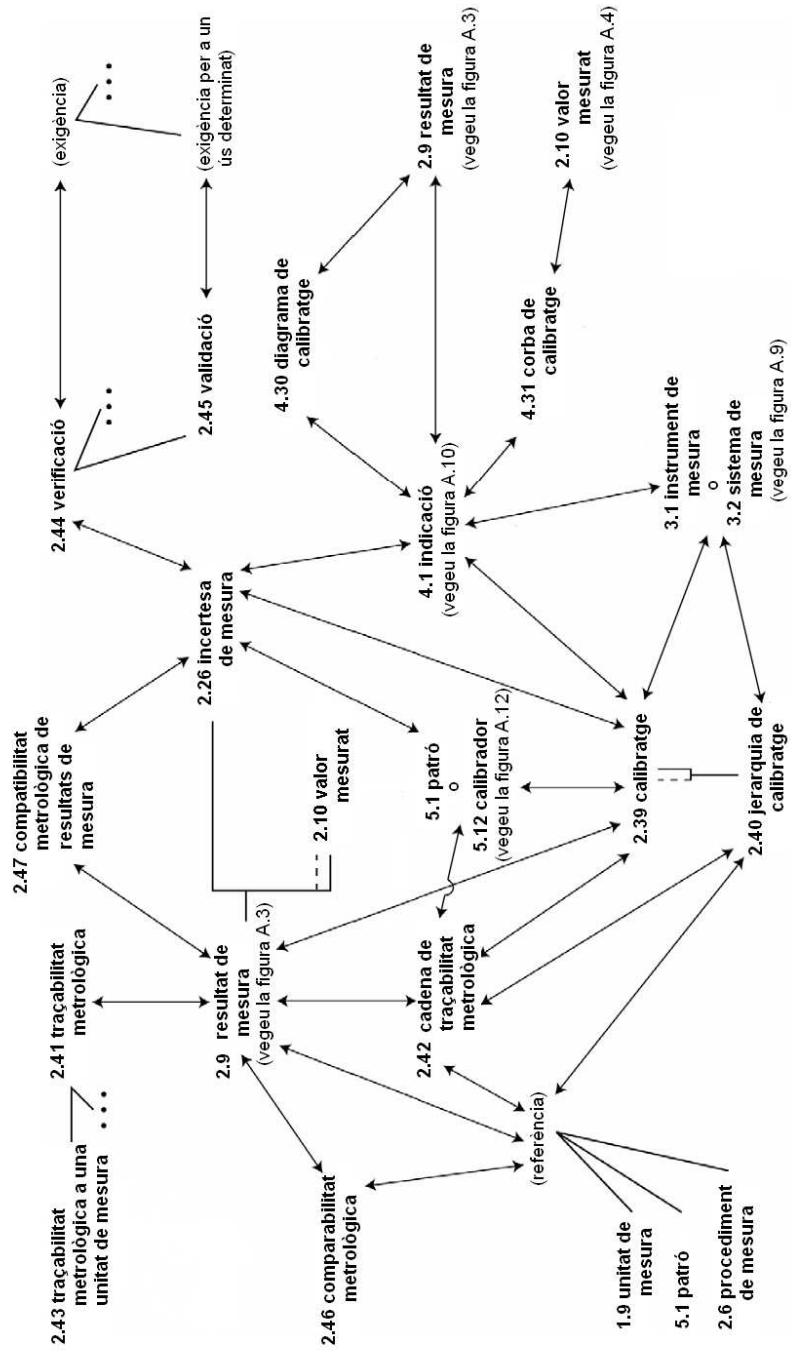 2.43 traçabilitat
metrològica a una
unitat de mesura
2.41 traçabilitat
metrològica
2.47 compatibilitat
metrològica de
resultats de
mesura
2.44 verificació
(exigència)
2.45 validació
(exigència per a un
ús determinat)
2.46 comparabilitat
metrològica
2.9 resultat de
mesura
(vegeu la figura A.3)
2.26 incertesa
de mesura
2.10 valor
mesurat
4.30 diagrama de
calibratge
2.9 resultat de
mesura
(vegeu la figura A.3)
4.1 indicació
(vegeu la figura A.10)
4.31 corba de
calibratge
2.10 valor
mesurat
(vegeu la figura A.4)
2.42 cadena de
traçabilitat
metrològica
5.1 patró
o
5.12 calibrador
(vegeu la figura A.12)
(referència)
2.39 calibratge
3.1 instrument de
mesura
o
3.2 sistema de
mesura
(vegeu la figura A.9)
1.9 unitat de
mesura
5.1 patró
2.6 procediment
de mesura
2.40 jerarquia de
calibratge